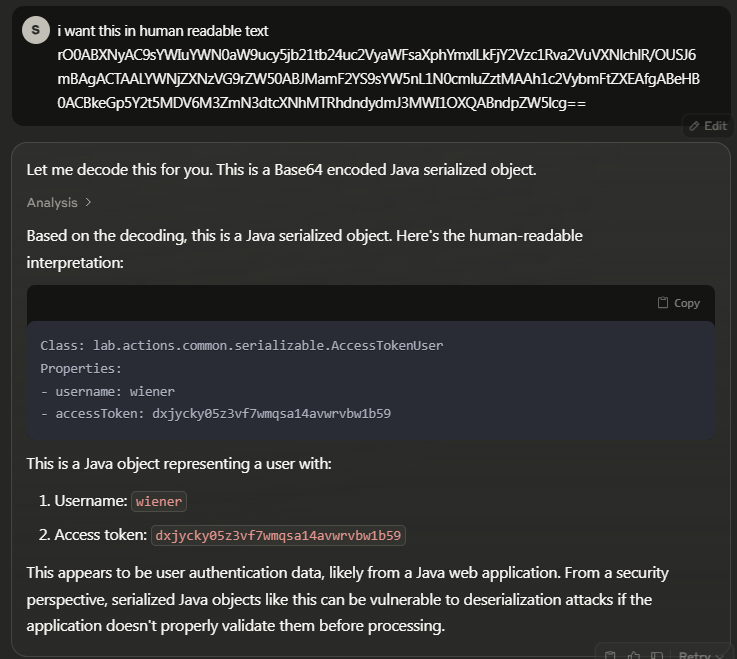 S
i want this in human readable text
rO0ABXNyAC9sYWIuYWN0aW9ucy5jb21tb24uc2VyaWFsaXphYmxlLkFjY2Vzc1Rva2VuVXNlchlR/OUSJ6
mBAgACTAALYWNjZXNzVG9rZW50ABJMamF2YS9sYW5nL1N0cmluZztMAAh1c2VybmFtZXEAfgABeHB
0ACBkeGp5Y2t5MDV6M3ZmN3dtcXNhMTRhdndydmJ3MWI1OXQABndpZW5lcg==
Edit
Let me decode this for you. This is a Base64 encoded Java serialized object.
Analysis >
Based on the decoding, this is a Java serialized object. Here's the human-readable
interpretation:
Copy
Class: lab.actions.common.serializable.AccessTokenUser
Properties:
- username: wiener
- accessToken: dxjycky05z3vf7wmqsa14avwrvbw1b59
This is a Java object representing a user with:
1. Username: wiener
2. Access token: dxjycky05z3vf7wmqsa14avwrvbw1b59
This appears to be user authentication data, likely from a Java web application. From a security
perspective, serialized Java objects like this can be vulnerable to deserialization attacks if the
application doesn't properly validate them before processing.
Retry